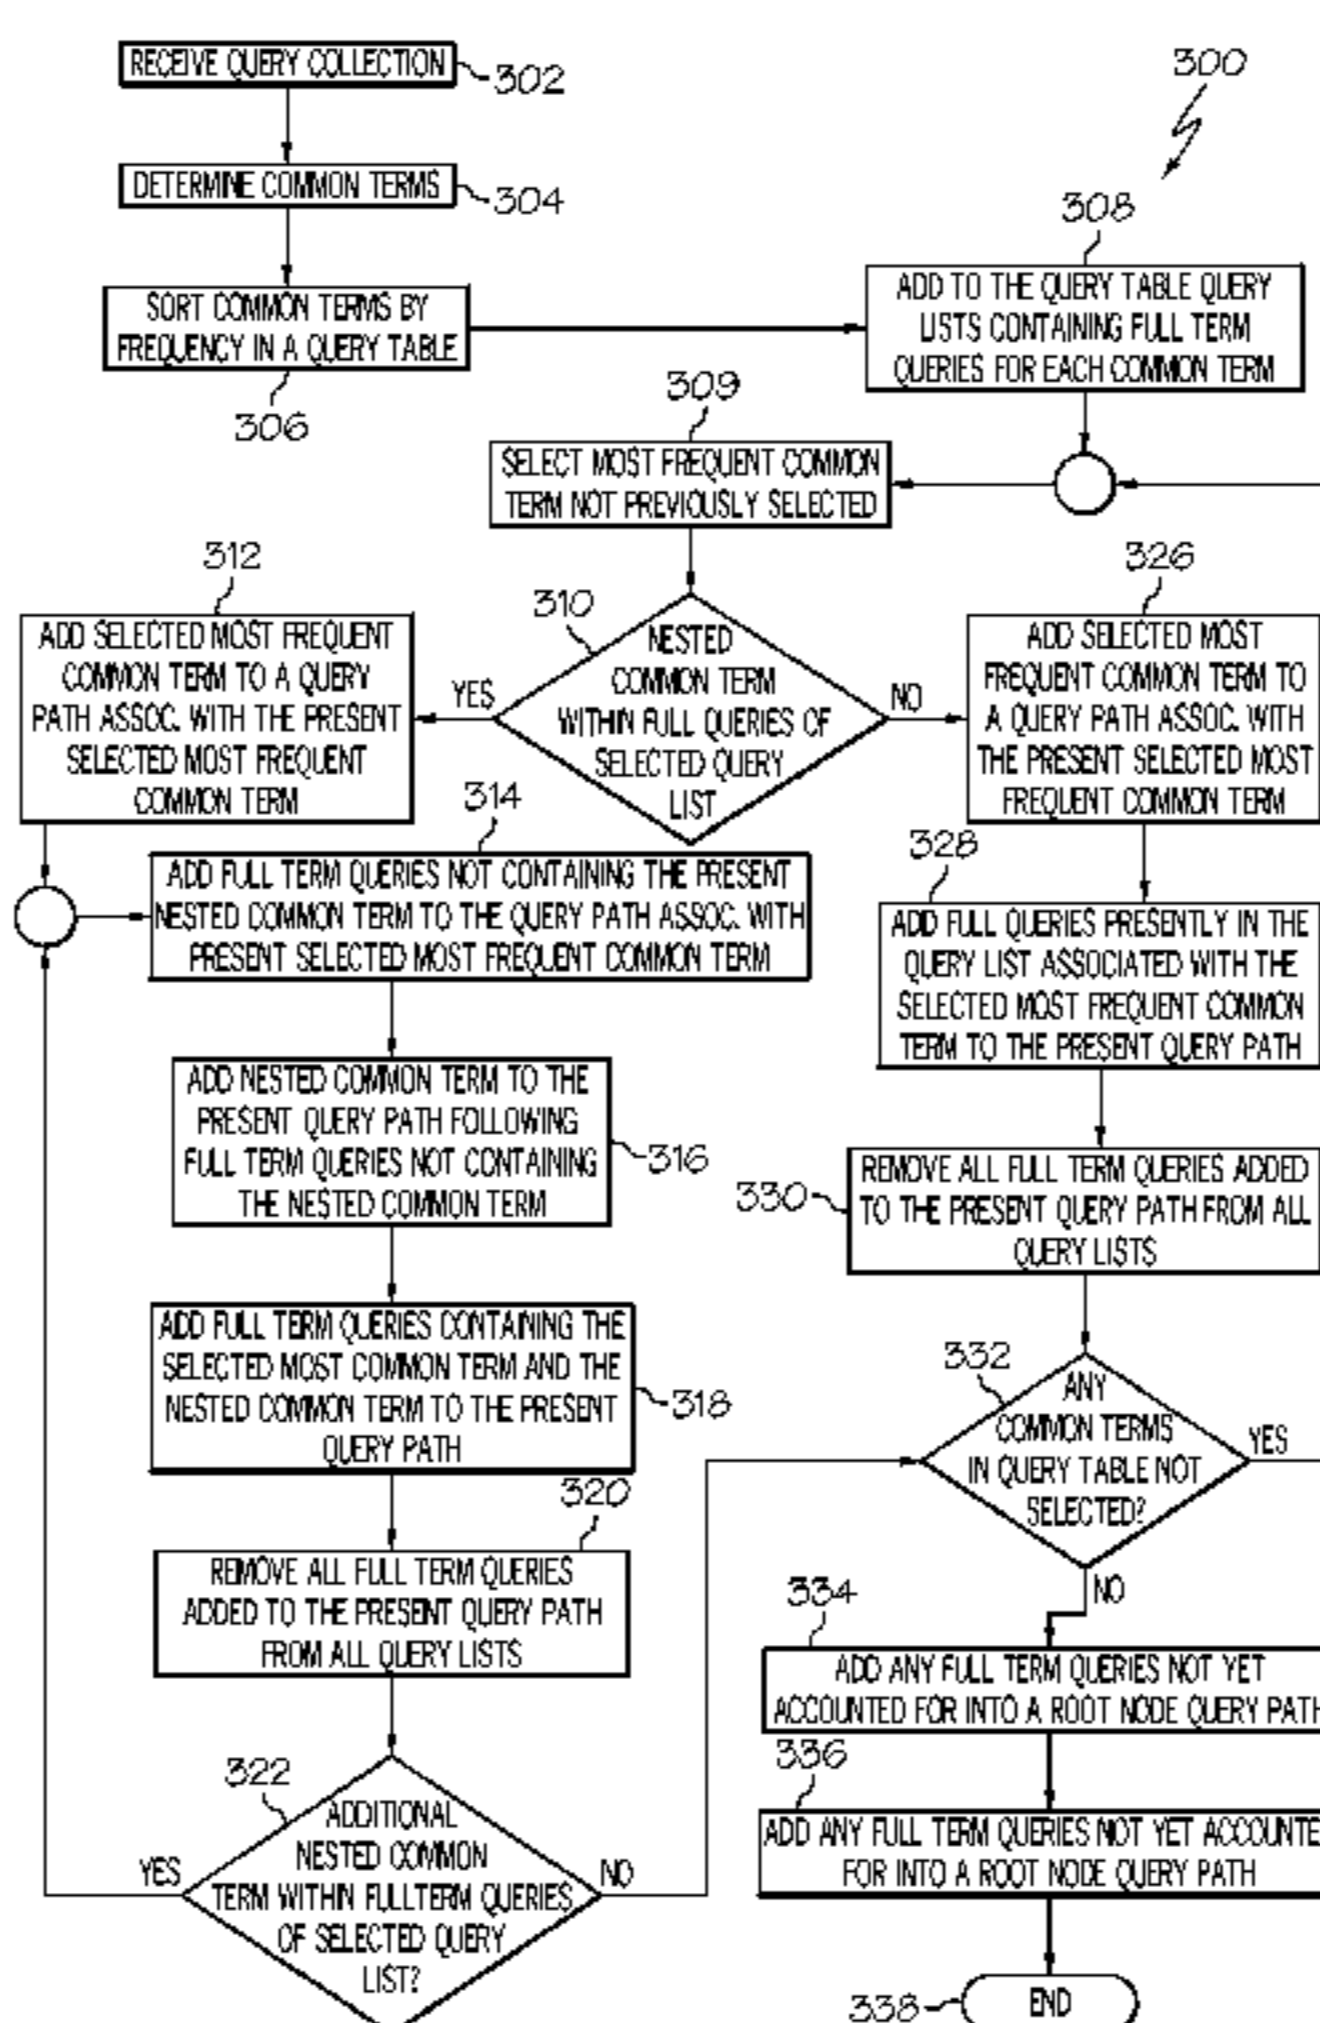 RECEIVE QUERY COLLECTION
302
300
DETERMINE COMMON TERMS
304
308
SORT COMMON TERMS BY
FREQUENCY IN A QUERY TABLE
306
ADD TO THE QUERY TABLE QUERY
LISTS CONTAINING FULL TERM
QUERIES FOR EACH COMMON TERM
309
SELECT MOST FREQUENT COMMON
TERM NOT PREVIOUSLY SELECTED
310
NESTED
COMMON TERM
WITHIN FULL QUERIES OF
SELECTED QUERY
LIST
YES
NO
312
ADD SELECTED MOST FREQUENT
COMMON TERM TO A QUERY
PATH ASSOC. WITH THE PRESENT
SELECTED MOST FREQUENT
COMMON TERM
314
ADD FULL TERM QUERIES NOT CONTAINING THE PRESENT
NESTED COMMON TERM TO THE QUERY PATH ASSOC. WITH
PRESENT SELECTED MOST FREQUENT COMMON TERM
ADD NESTED COMMON TERM TO THE
PRESENT QUERY PATH FOLLOWING
FULL TERM QUERIES NOT CONTAINING
THE NESTED COMMON TERM
316
ADD FULL TERM QUERIES CONTAINING THE
SELECTED MOST COMMON TERM AND THE
NESTED COMMON TERM TO THE PRESENT
QUERY PATH
318
320
REMOVE ALL FULL TERM QUERIES
ADDED TO THE PRESENT QUERY PATH
FROM ALL QUERY LISTS
322
ADDITIONAL
NESTED COMMON
TERM WITHIN FULLTERM QUERIES
OF SELECTED QUERY
LIST?
YES
NO
326
ADD SELECTED MOST
FREQUENT COMMON TERM TO
A QUERY PATH ASSOC. WITH
THE PRESENT SELECTED MOST
FREQUENT COMMON TERM
328
ADD FULL QUERIES PRESENTLY IN THE
QUERY LIST ASSOCIATED WITH THE
SELECTED MOST FREQUENT COMMON
TERM TO THE PRESENT QUERY PATH
330
REMOVE ALL FULL TERM QUERIES ADDED
TO THE PRESENT QUERY PATH FROM ALL
QUERY LISTS
332
ANY
COMMON TERMS
IN QUERY TABLE NOT
SELECTED?
YES
NO
334
ADD ANY FULL TERM QUERIES NOT YET
ACCOUNTED FOR INTO A ROOT NODE QUERY PATH
336
ADD ANY FULL TERM QUERIES NOT YET ACCOUNTE
FOR INTO A ROOT NODE QUERY PATH
338
END